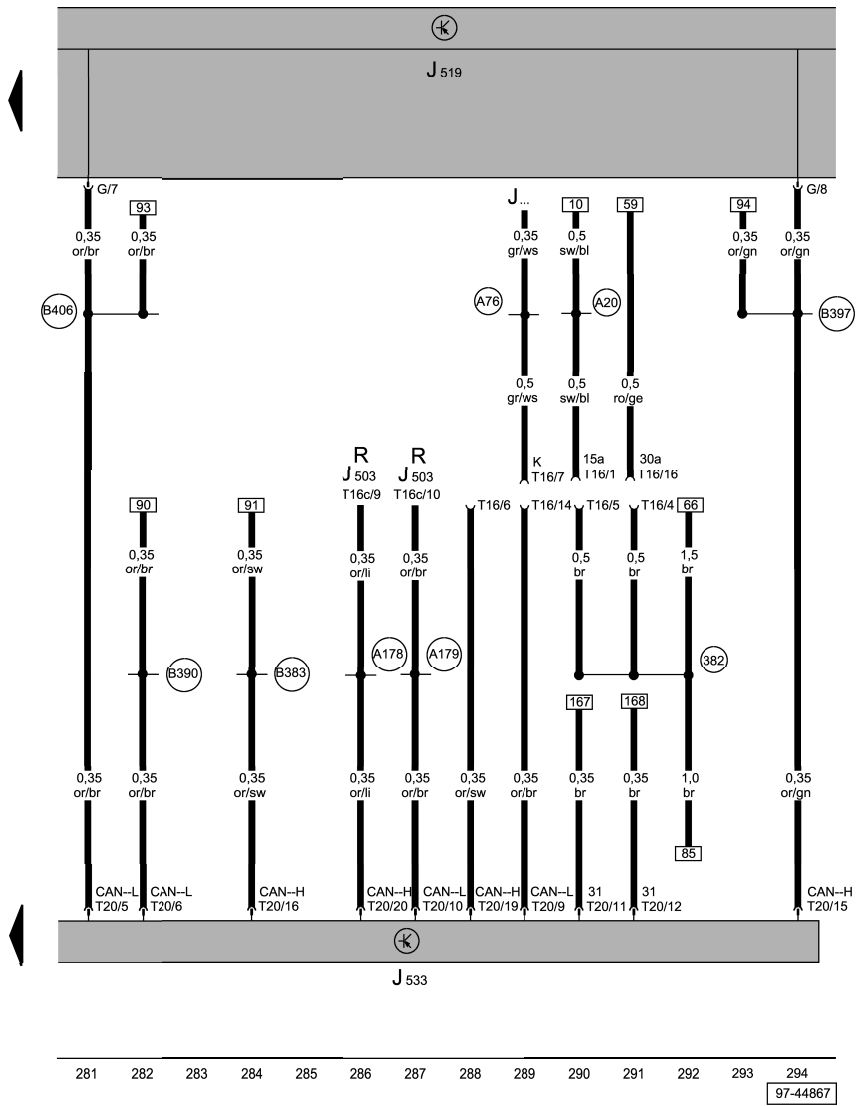 J 519
G/7
93
J...
10
59
94
G/8
0,35 0,35 0,35 0,5 0,35 0,35
or/br or/br gr/ws sw/bl or/gn or/gn
B406
A76
A20
B397
0,5 0,5 0,5
gr/ws sw/bl ro/ge
R R
J 503 J 503
T16c/9 T16c/10
K 15a 30a
T16/7 T16/1 T16/16
90
91
T16/6
T16/14
T16/5
T16/4
66
0,35 0,35 0,35 0,35 0,5 0,5 1,5
or/br or/sw or/li or/br br br br
B390
B383
A178
A179
382
167
168
0,35 0,35 0,35 0,35 0,35 0,35 0,35 0,35 0,35 1,0 0,35
or/br or/br or/sw or/li or/br or/sw or/br br br br or/gn
85
CAN--L CAN--L CAN--H CAN--H CAN--L CAN--H CAN--L 31 31 CAN--H
T20/5 T20/6 T20/16 T20/20 T20/10 T20/19 T20/9 T20/11 T20/12 T20/15
J 533
281 282 283 284 285 286 287 288 289 290 291 292 293 294
97-44867